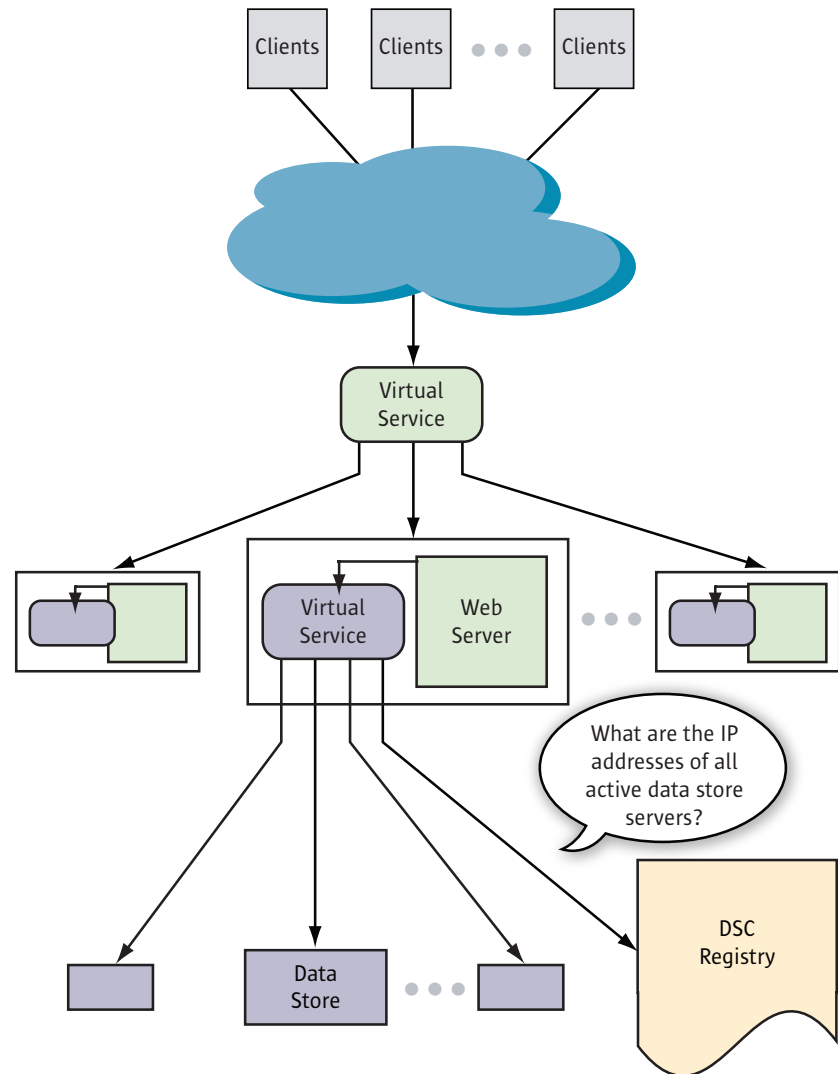 Clients
Clients
Clients
Virtual
Service
Virtual
Service
Web
Server
What are the IP
addresses of all
active data store
servers?
DSC
Registry
Data
Store